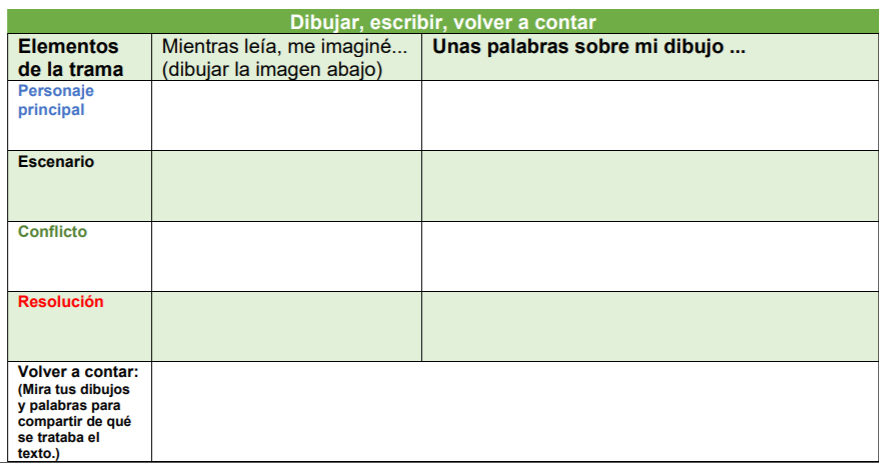 Dibujar, escribir, volver a contar
Elementos de la trama
Mientras leía, me imaginé...
(dibujar la imagen abajo)
Unas palabras sobre mi dibujo ...
Personaje
principal
Escenario
Conflicto
Resolución
Volver a contar:
(Mira tus dibujos
y palabras para
compartir de qué
se trataba el
texto.)